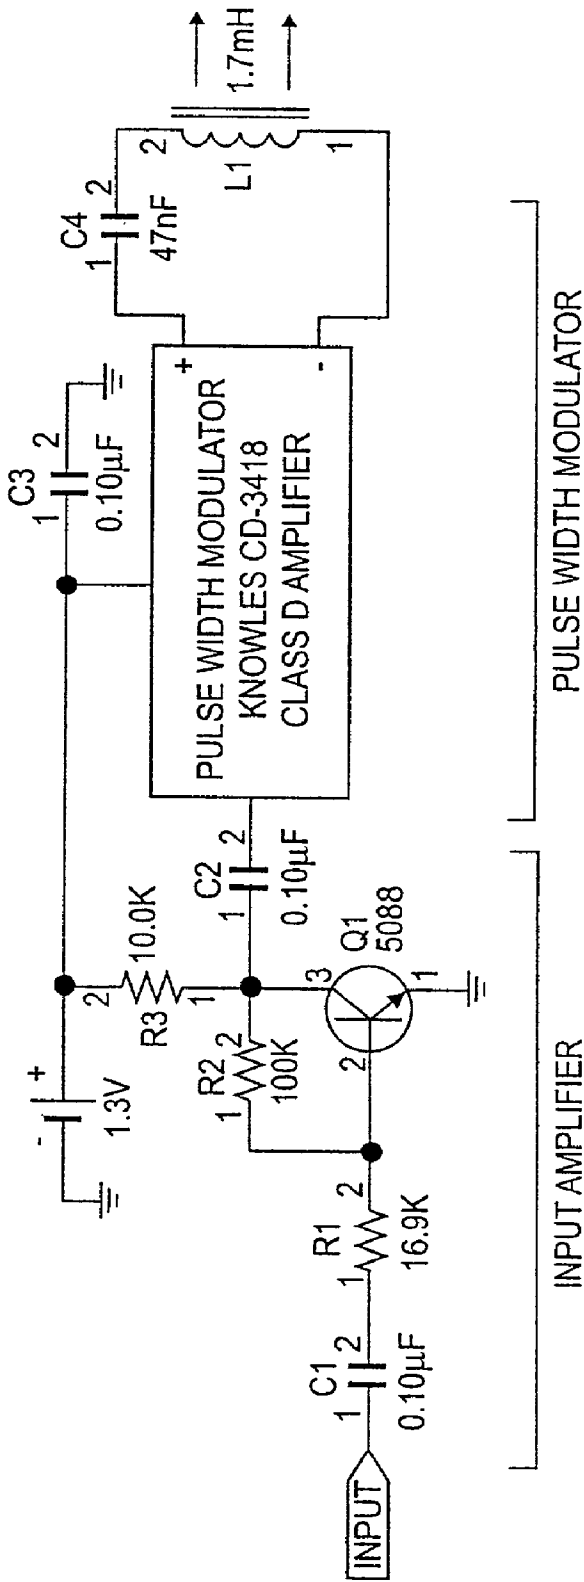 INPUT
1 C1 2
0.10µF
1 R1 2
16.9K
1 R2 2
100K
- +
1.3V
2 10.0K
R3 1
3 Q1
2 5088
1
1 C2 2
0.10µF
1 C3 2
0.10µF
PULSE WIDTH MODULATOR
KNOWLES CD-3418
CLASS D AMPLIFIER
+
-
1 C4 2
47nF
2
L1
1
1.7mH
INPUT AMPLIFIER
PULSE WIDTH MODULATOR